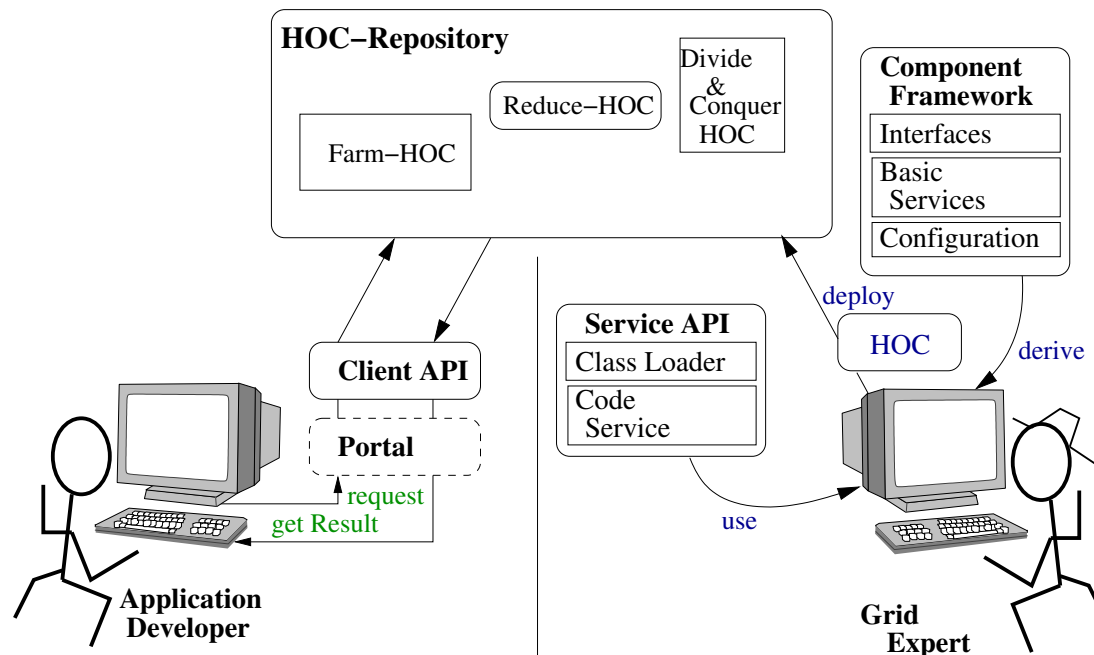 HOC−Repository
Farm−HOC
Reduce−HOC
Divide
&
Conquer
HOC
Component
Framework
Interfaces
Basic
Services
Configuration
deploy
HOC
derive
Service API
Class Loader
Code
Service
use
Client API
Portal
request
get Result
Application
Developer
Grid
Expert